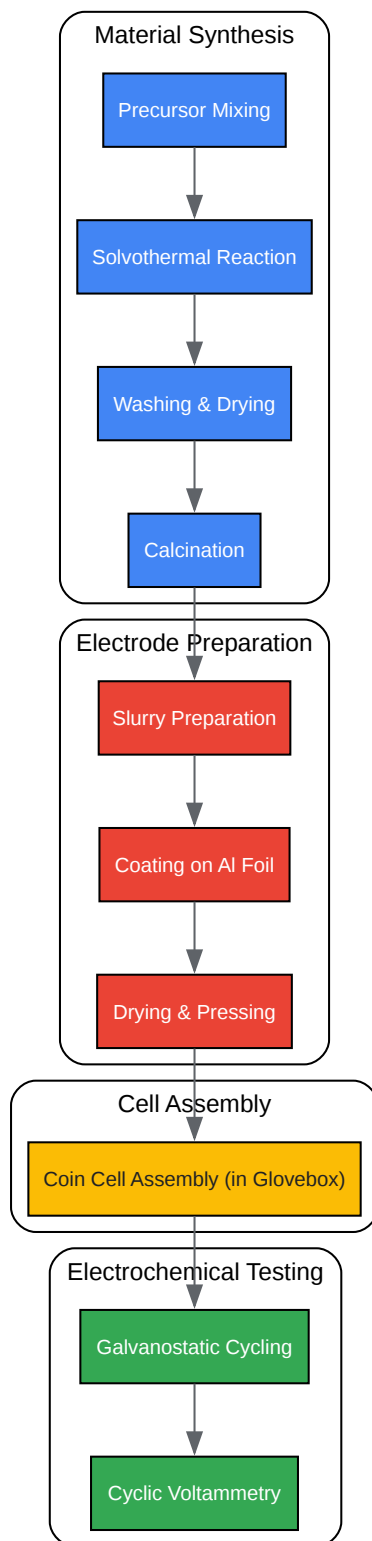 Material Synthesis
Precursor Mixing
Solvothermal Reaction
Washing & Drying
Calcination
Electrode Preparation
Slurry Preparation
Coating on Al Foil
Drying & Pressing
Cell Assembly
Coin Cell Assembly (in Glovebox)
Electrochemical Testing
Galvanostatic Cycling
Cyclic Voltammetry